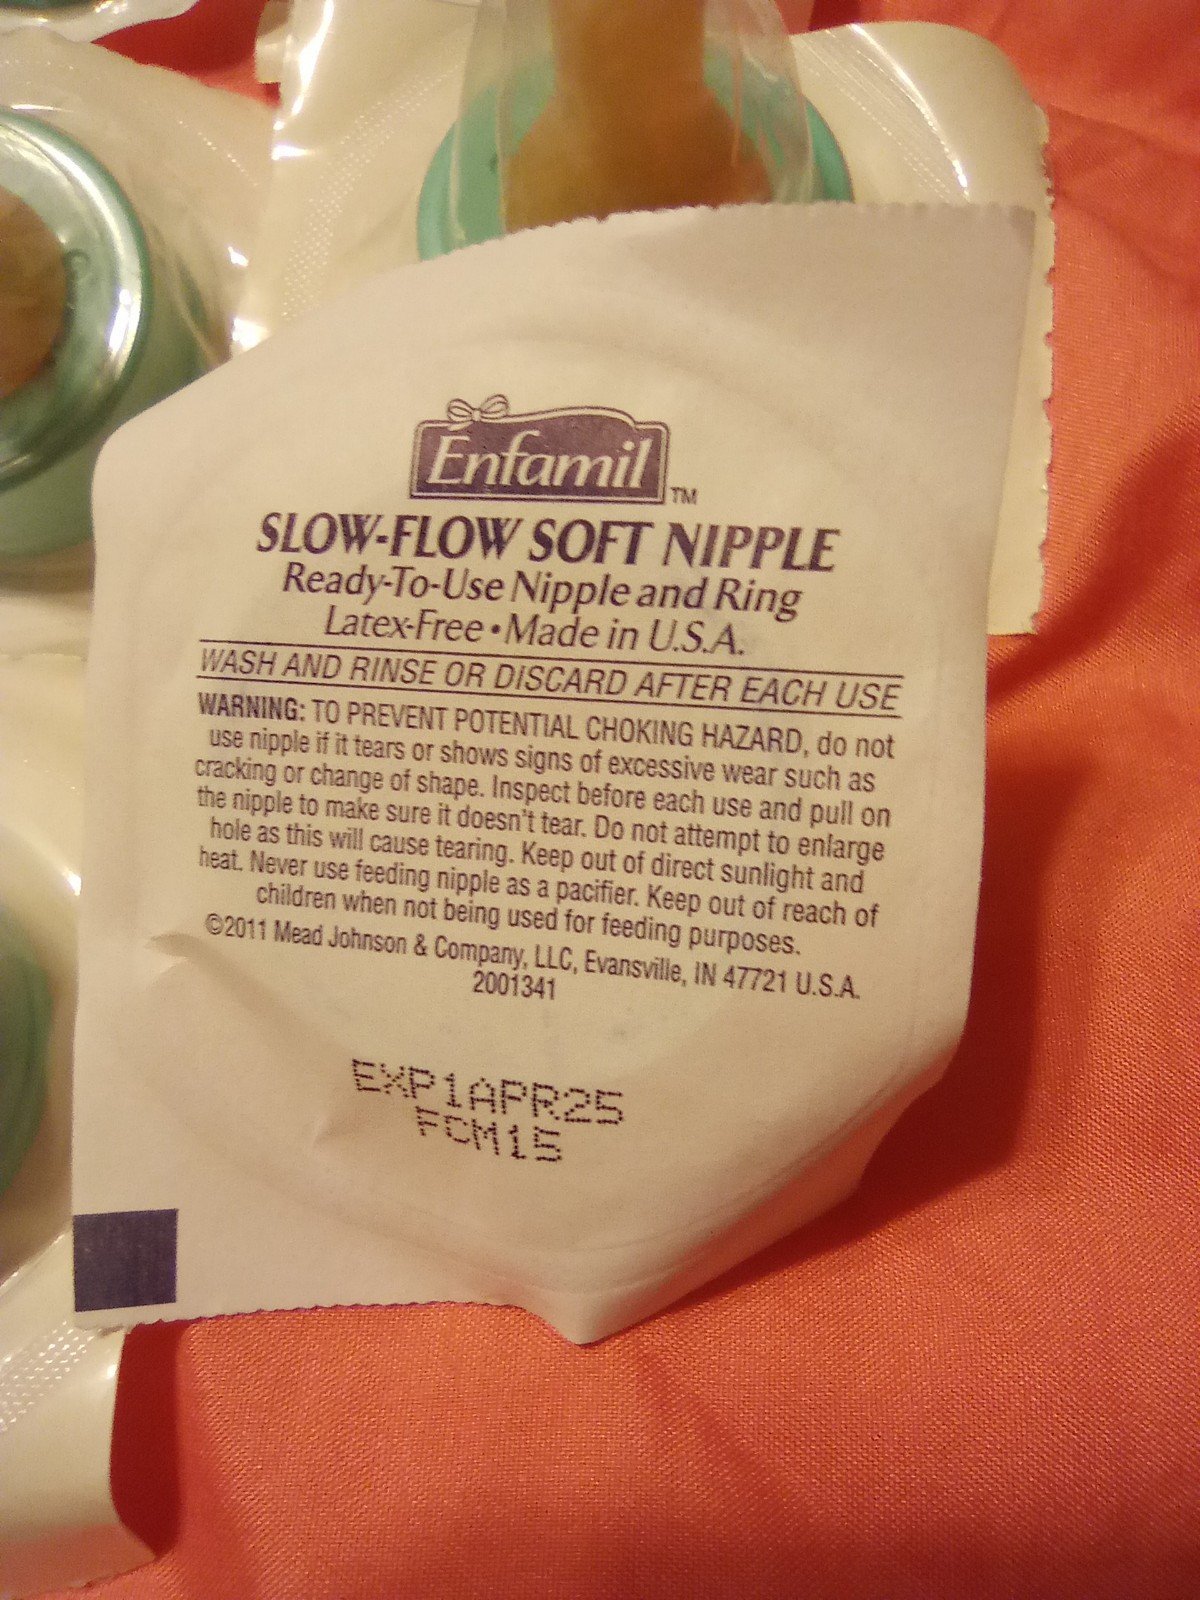 Enfamil™
SLOW-FLOW SOFT NIPPLE
Ready-To-Use Nipple and Ring
Latex-Free • Made in U.S.A.
WASH AND RINSE OR DISCARD AFTER EACH USE
WARNING: TO PREVENT POTENTIAL CHOKING HAZARD, do not
use nipple if it tears or shows signs of excessive wear such as
cracking or change of shape. Inspect before each use and pull on
the nipple to make sure it doesn't tear. Do not attempt to enlarge
hole as this will cause tearing. Keep out of direct sunlight and
heat. Never use feeding nipple as a pacifier. Keep out of reach of
children when not being used for feeding purposes.
©2011 Mead Johnson & Company, LLC, Evansville, IN 47721 U.S.A.
2001341
EXP1APR25
FCM15